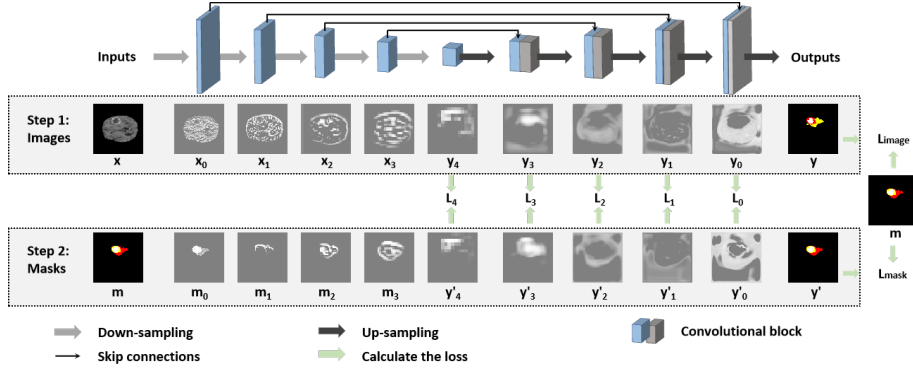 Inputs
Outputs
Step 1:
Images
x
x0
x1
x2
x3
y4
y3
y2
y1
y0
y
Limage
L4
L3
L2
L1
L0
m
Step 2:
Masks
m
m0
m1
m2
m3
y'4
y'3
y'2
y'1
y'0
y'
Lmask
Down-sampling
Up-sampling
Convolutional block
Skip connections
Calculate the loss